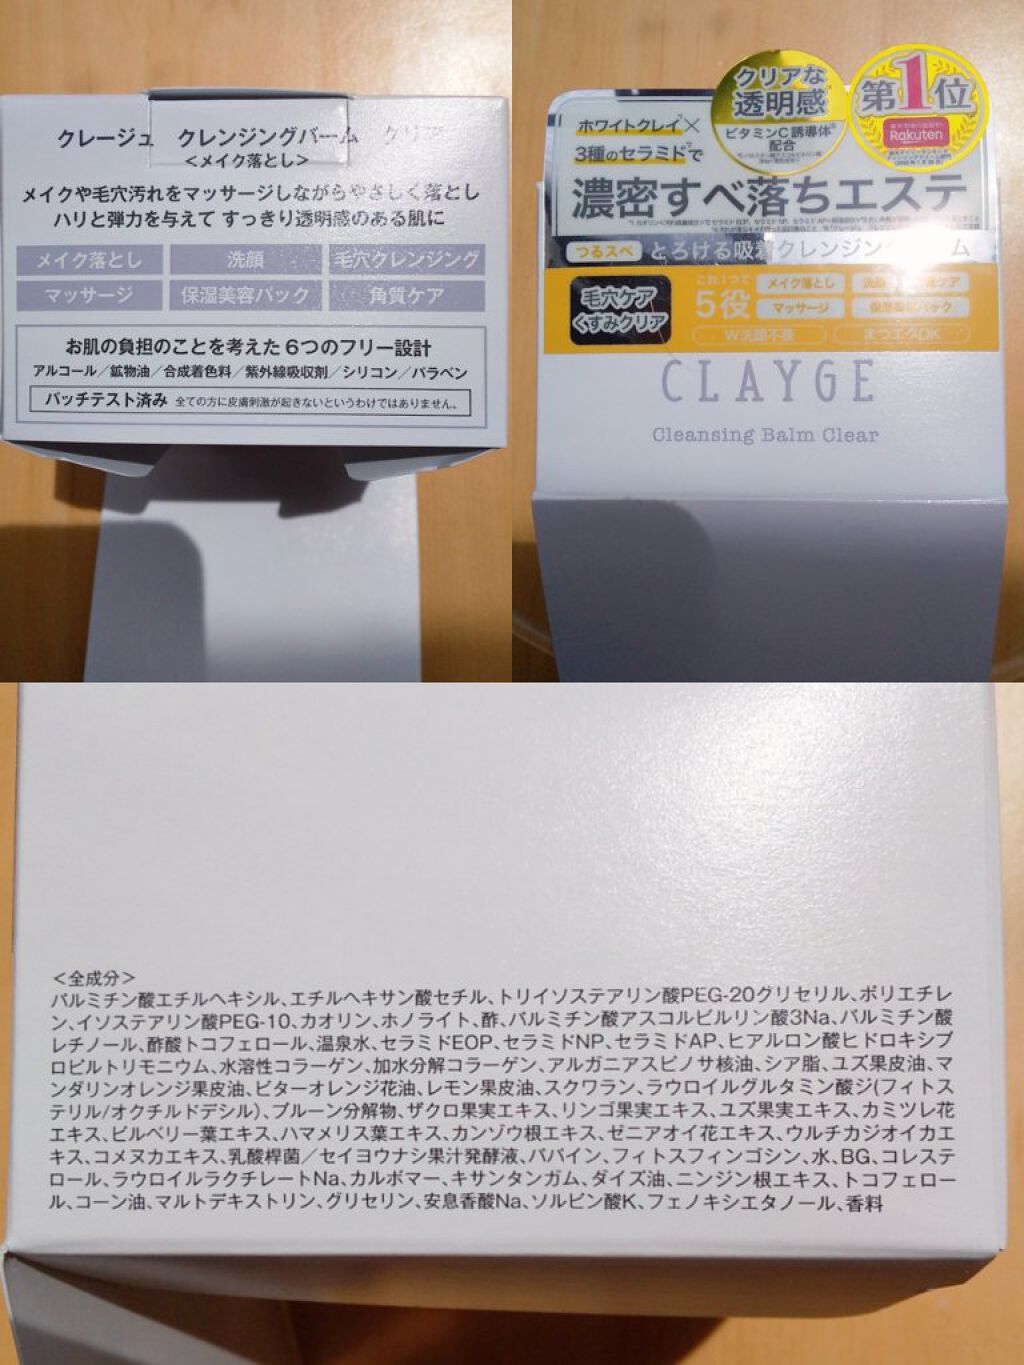 クレージュ クレンジングバーム クリア
<メイク落とし>
メイクや毛穴汚れをマッサージしながらやさしく落とし
ハリと弾力を与えて すっきり透明感のある肌に
メイク落とし 洗顔 毛穴クレンジング
マッサージ 保湿美容パック 角質ケア
お肌の負担のことを考えた6つのフリー設計
アルコール/鉱物油/合成着色料/紫外線吸収剤/シリコン/パラベン
パッチテスト済み 全ての方に皮膚刺激が起きないというわけではありません。
クリアな
透明感
ビタミンC誘導体
配合
第1位
Rakuten
ホワイトクレイ×
3種のセラミドで
濃密すべ落ちエステ
つるスベ とろける吸着クレンジング ム
毛穴ケア
くすみクリア
これ1つで
5役
メイク落とし 洗顔 ケア
マッサージ 保湿美容パック
W洗顔不要 まつエクOK
CLAYGE
Cleansing Balm Clear
<全成分>
パルミチン酸エチルヘキシル、エチルヘキサン酸セチル、トリイソステアリン酸PEG-20グリセリル、ポリエチレ
ン、イソステアリン酸PEG-10、カオリン、ホノライト、酢、パルミチン酸アスコルビルリン酸3Na、パルミチン酸
レチノール、酢酸トコフェロール、温泉水、セラミドEOP、セラミドNP、セラミドAP、ヒアルロン酸ヒドロキシプ
ロピルトリモニウム、水溶性コラーゲン、加水分解コラーゲン、アルガニアスピノサ核油、シア脂、ユズ果皮油、マ
ンダリンオレンジ果皮油、ビターオレンジ花油、レモン果皮油、スクワラン、ラウロイルグルタミン酸ジ(フィトス
テリル/オクチルドデシル)、プルーン分解物、ザクロ果実エキス、リンゴ果実エキス、ユズ果実エキス、カミツレ花
エキス、ビルベリー葉エキス、ハマメリス葉エキス、カンゾウ根エキス、ゼニアオイ花エキス、ウルチカジオイカエ
キス、コメヌカエキス、乳酸桿菌/セイヨウナシ果汁発酵液、パパイン、フィトスフィンゴシン、水、BG、コレステ
ロール、ラウロイルラクチレートNa、カルボマー、キサンタンガム、ダイズ油、ニンジン根エキス、トコフェロー
ル、コーン油、マルトデキストリン、グリセリン、安息香酸Na、ソルビン酸K、フェノキシエタノール、香料